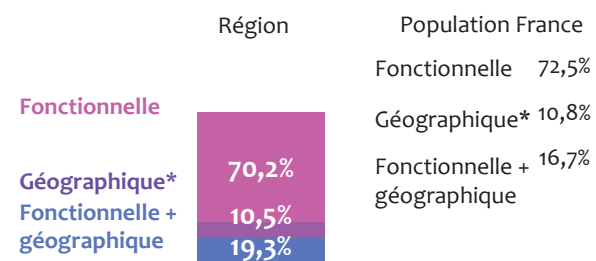 Région
Population France
Fonctionnelle 72,5%
Géographique* 10,8%
Fonctionnelle + 16,7%
géographique
Fonctionnelle
Géographique*
Fonctionnelle +
géographique
70,2%
10,5%
19,3%